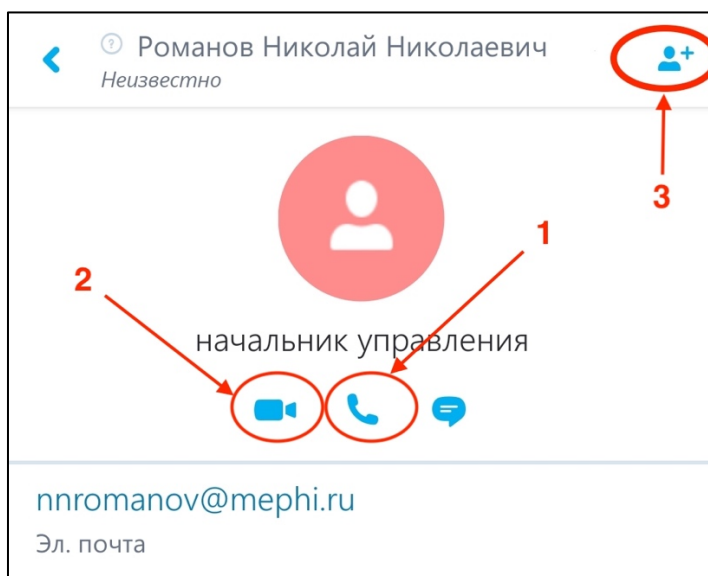 Романов Николай Николаевич
Неизвестно
3
1
2
начальник управления
nnromanov@mephi.ru
Эл. почта